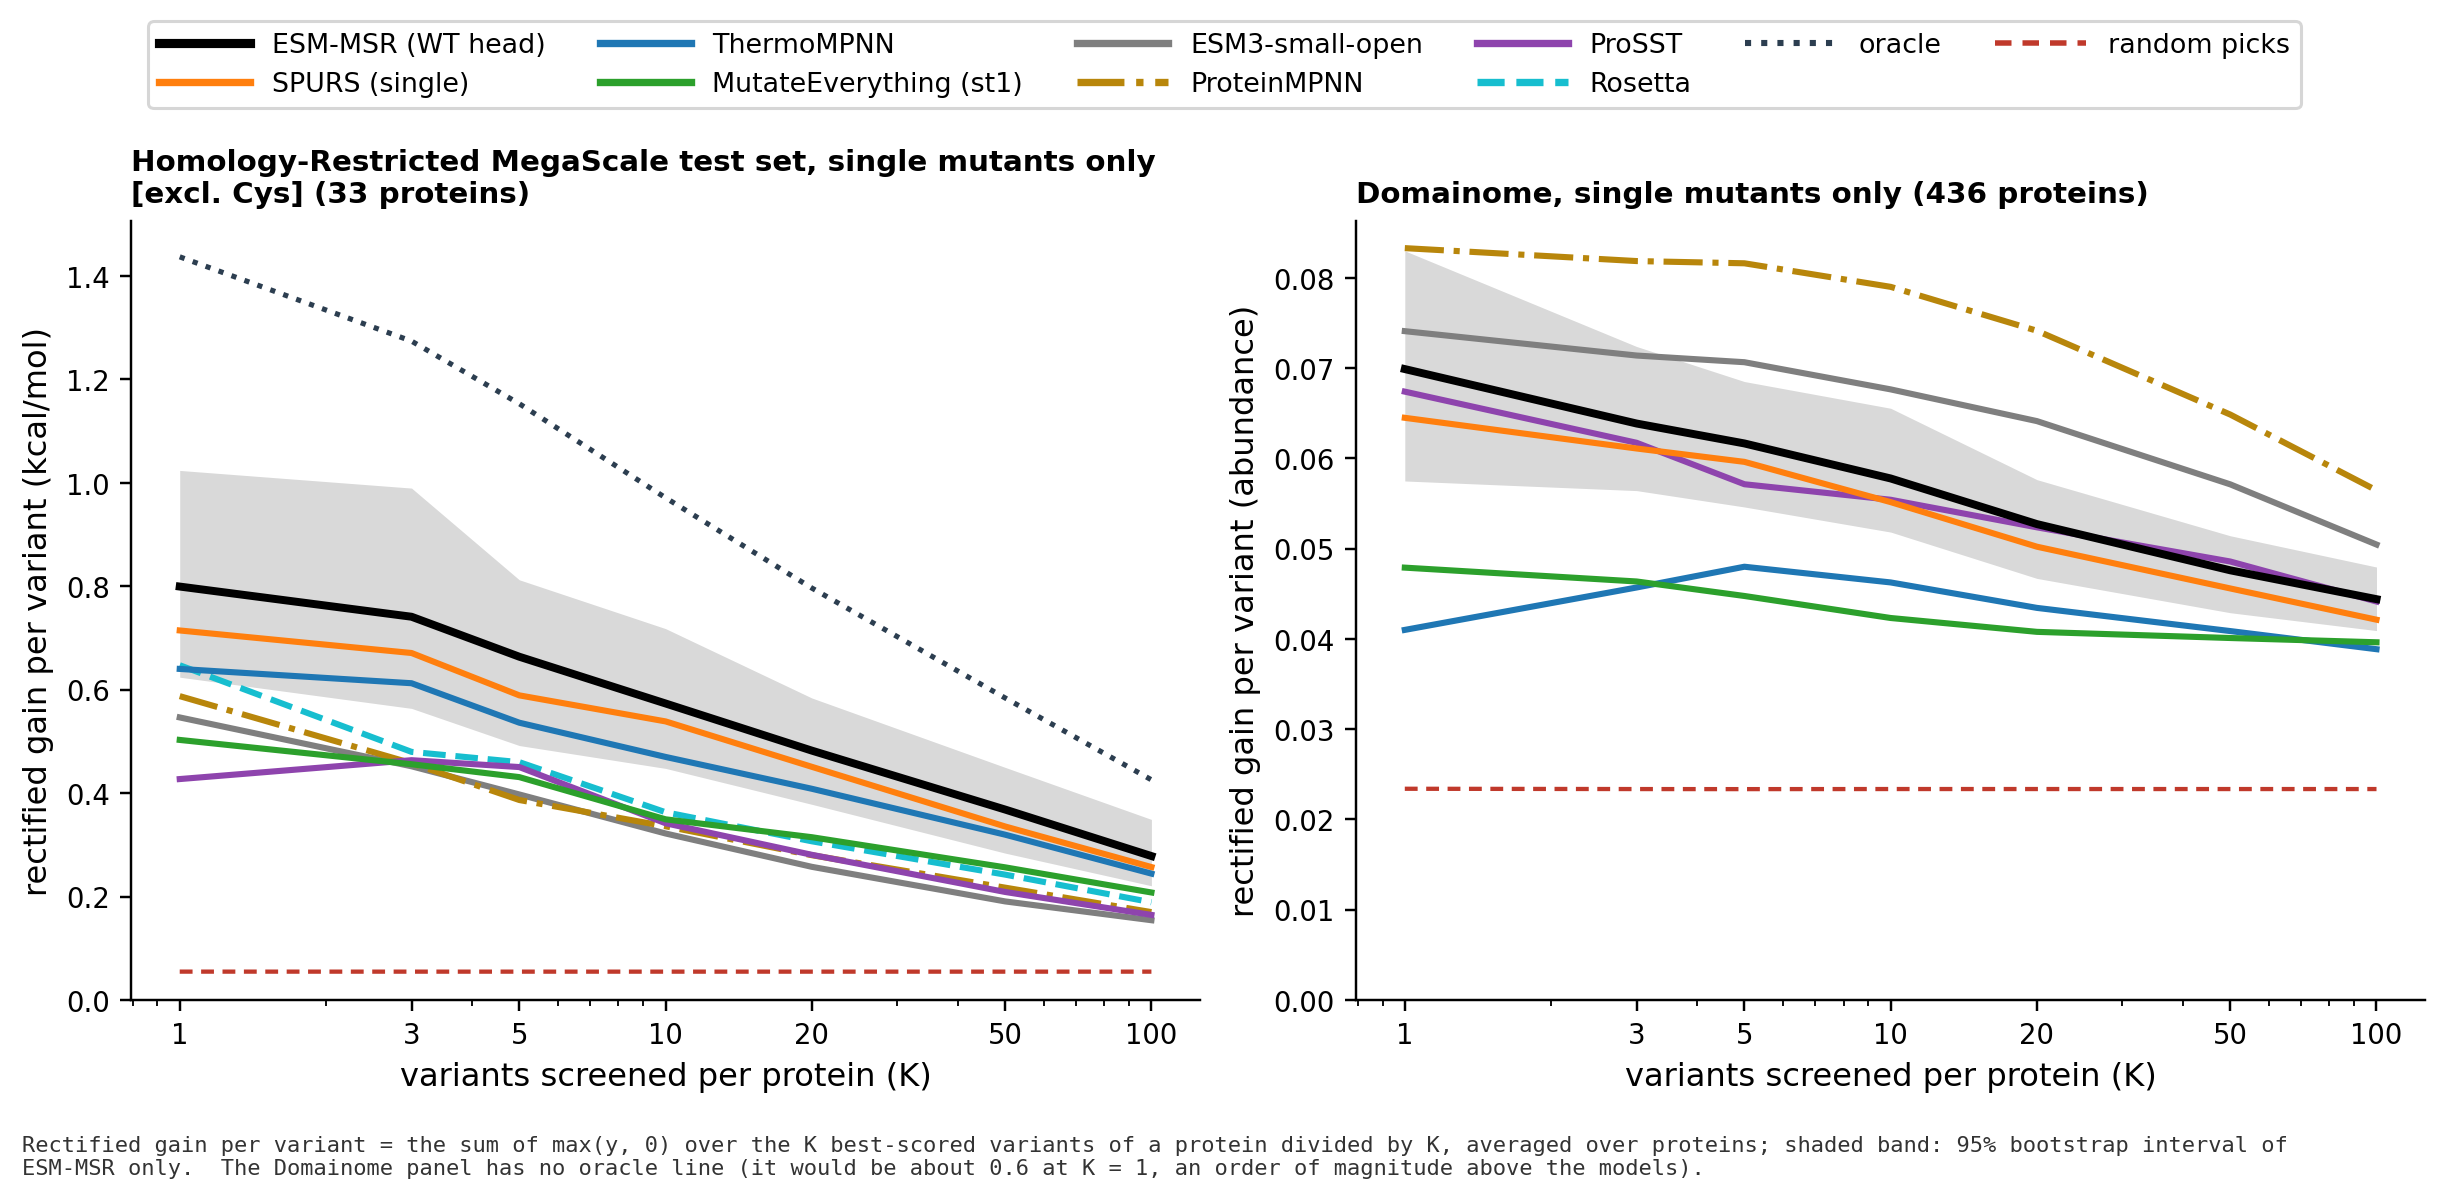 ESM-MSR (WT head)
SPURS (single)
ThermoMPNN
MutateEverything (st1)
ESM3-small-open
ProteinMPNN
ProSST
Rosetta
oracle
random picks
Homology-Restricted MegaScale test set, single mutants only
[excl. Cys] (33 proteins)
rectified gain per variant (kcal/mol)
1.4
1.2
1.0
0.8
0.6
0.4
0.2
0.0
1 3 5 10 20 50 100
variants screened per protein (K)
Domainome, single mutants only (436 proteins)
rectified gain per variant (abundance)
0.08
0.07
0.06
0.05
0.04
0.03
0.02
0.01
0.00
1 3 5 10 20 50 100
variants screened per protein (K)
Rectified gain per variant = the sum of max(y, 0) over the K best-scored variants of a protein divided by K, averaged over proteins; shaded band: 95% bootstrap interval of
ESM-MSR only.  The Domainome panel has no oracle line (it would be about 0.6 at K = 1, an order of magnitude above the models).